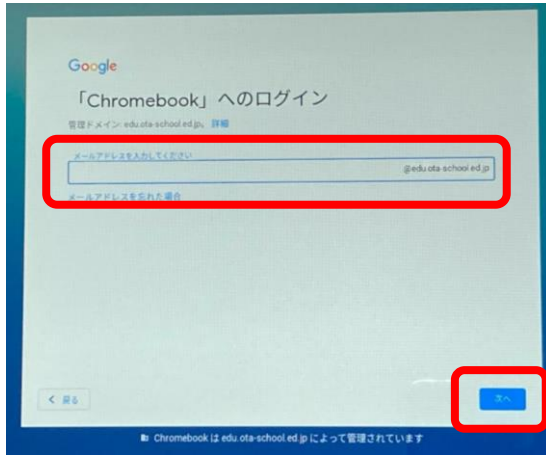 Google
「Chromebook」へのログイン
管理ドメイン: edu.ota-school.ed.jp。 詳細
メールアドレスを入力してください
@edu.ota-school.ed.jp
メールアドレスを忘れた場合
< 戻る
次へ
Chromebook は edu.ota-school.ed.jp によって管理されています